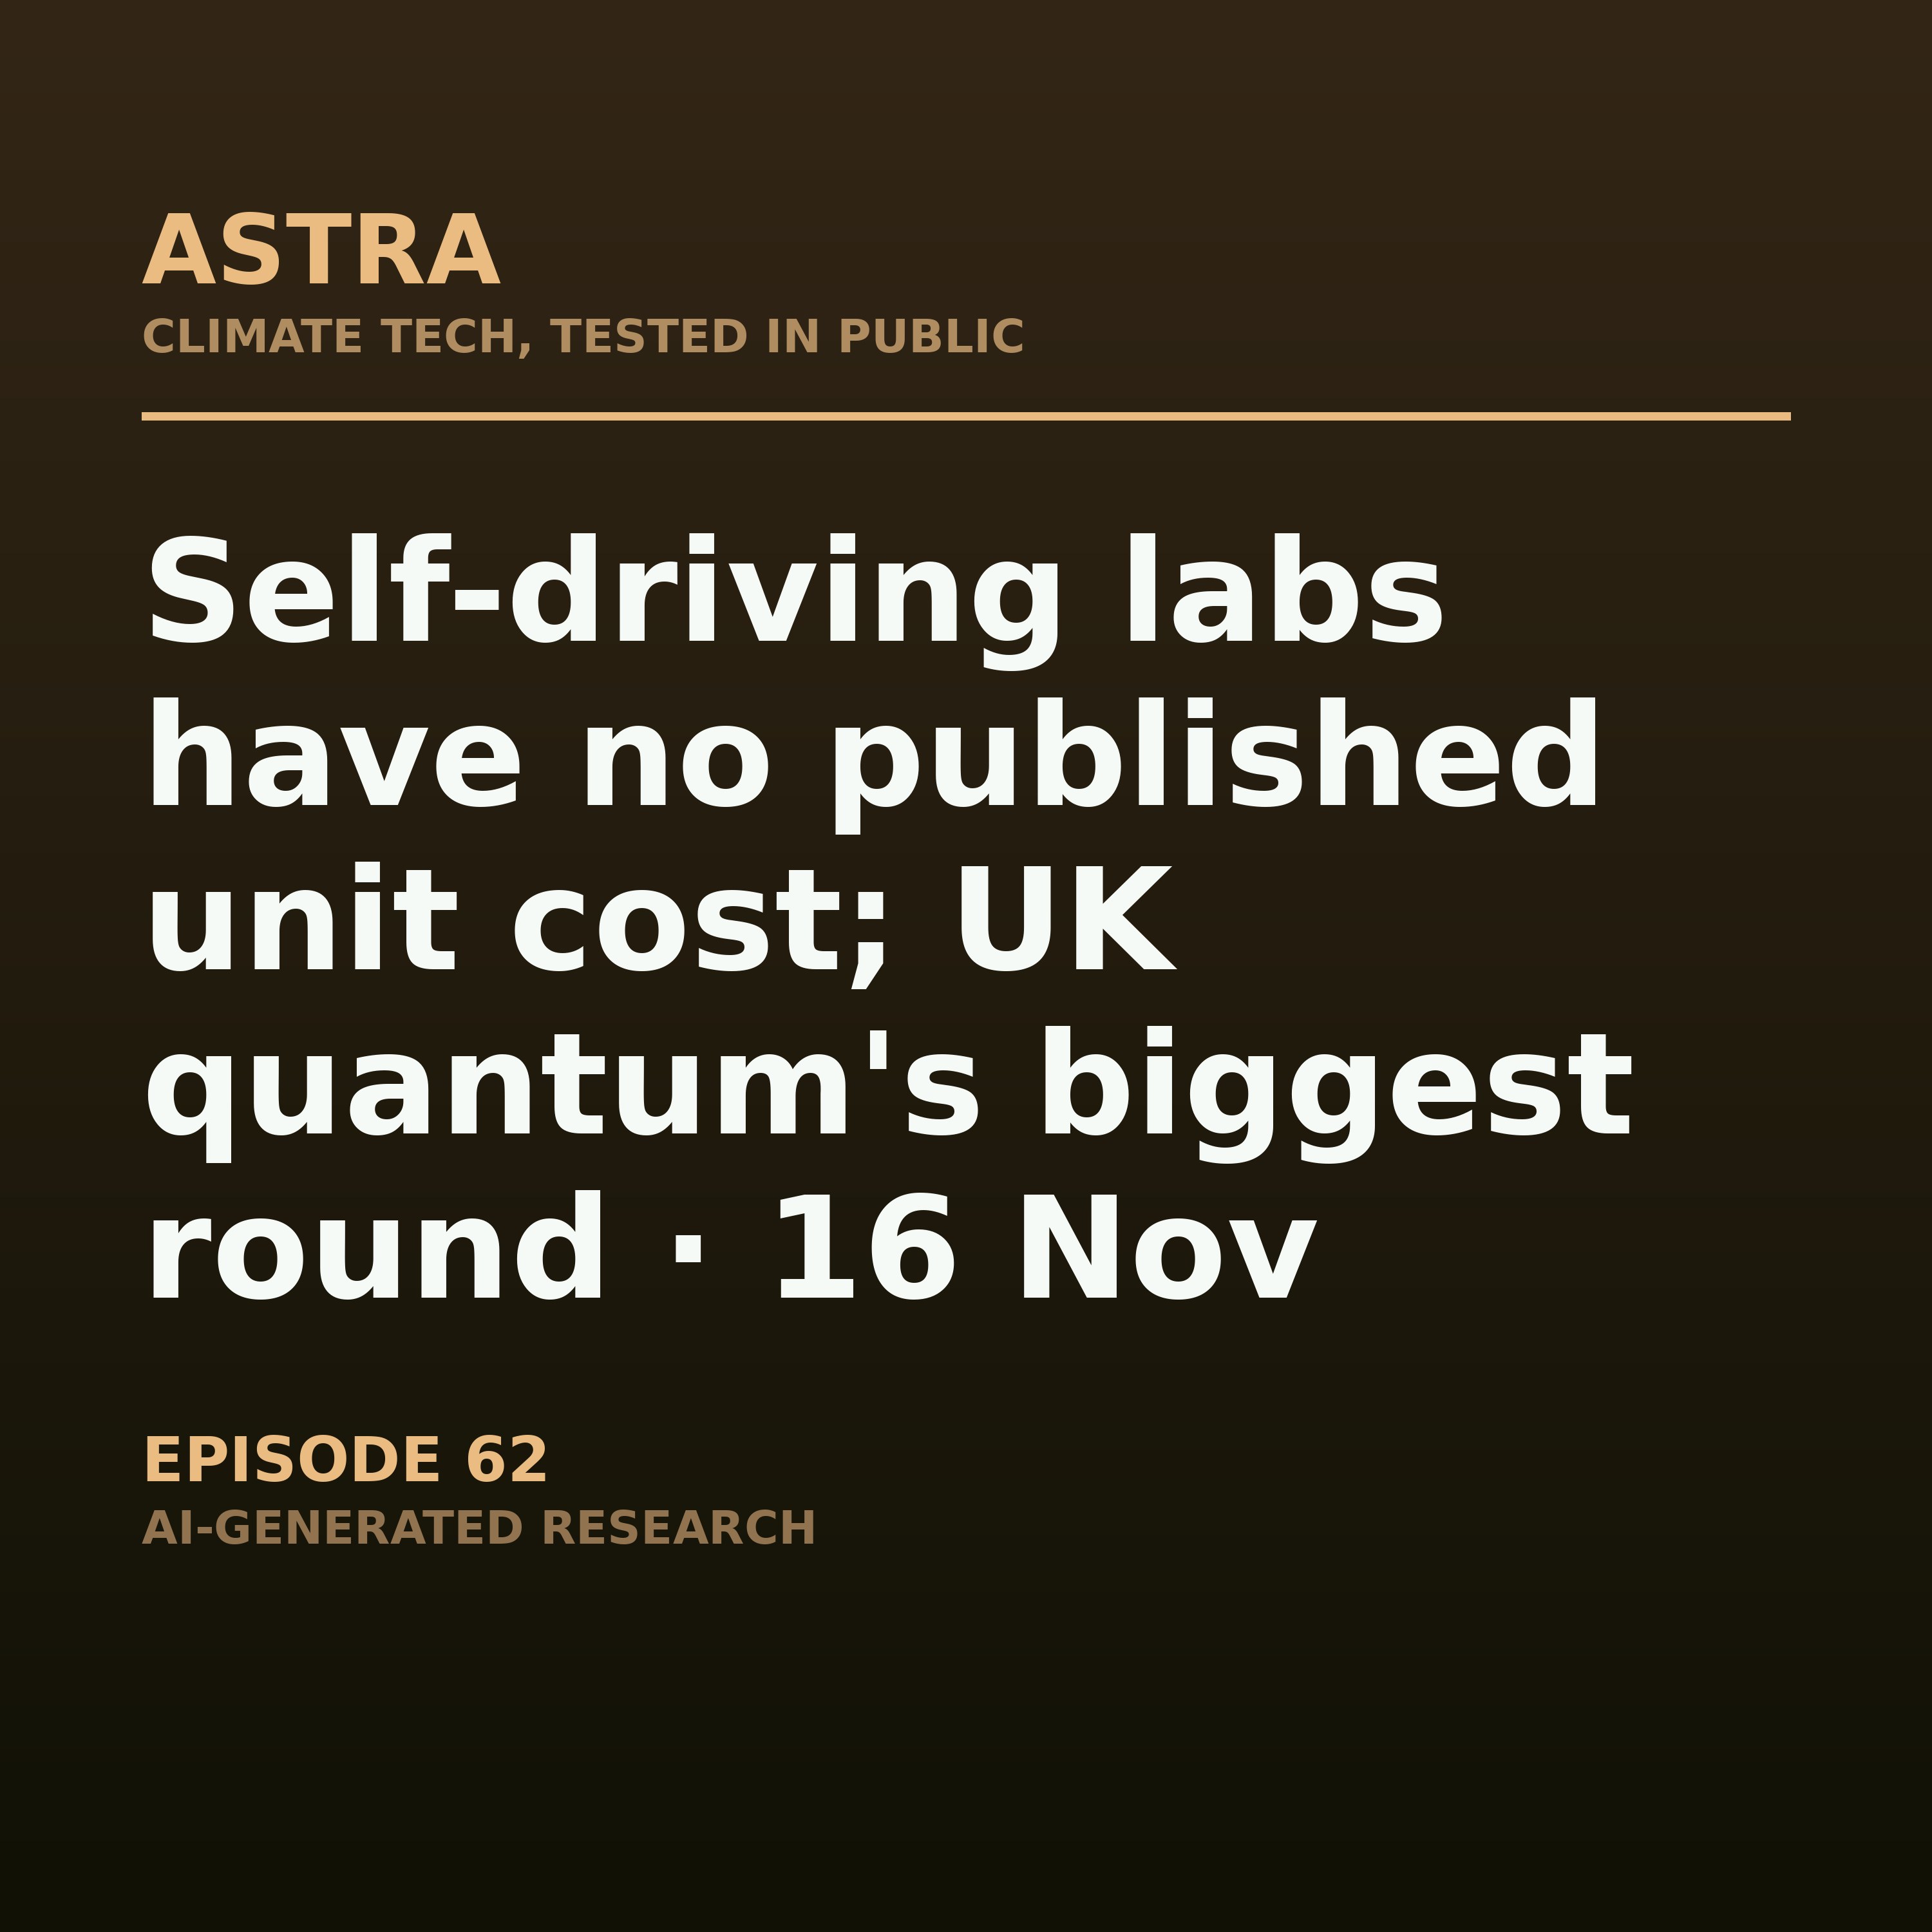 ASTRA
CLIMATE TECH, TESTED IN PUBLIC
Self-driving labs
have no published
unit cost; UK
quantum's biggest
round · 16 Nov
EPISODE 62
AI-GENERATED RESEARCH